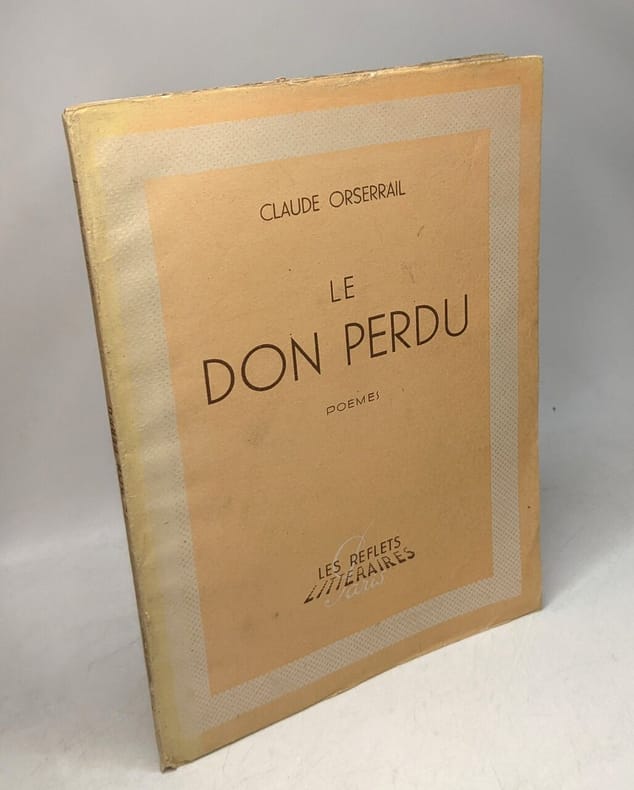 CLAUDE ORSERRAIL
LE
DON PERDU
POEMES
LES REFLETS
LITTERAIRES
Paris